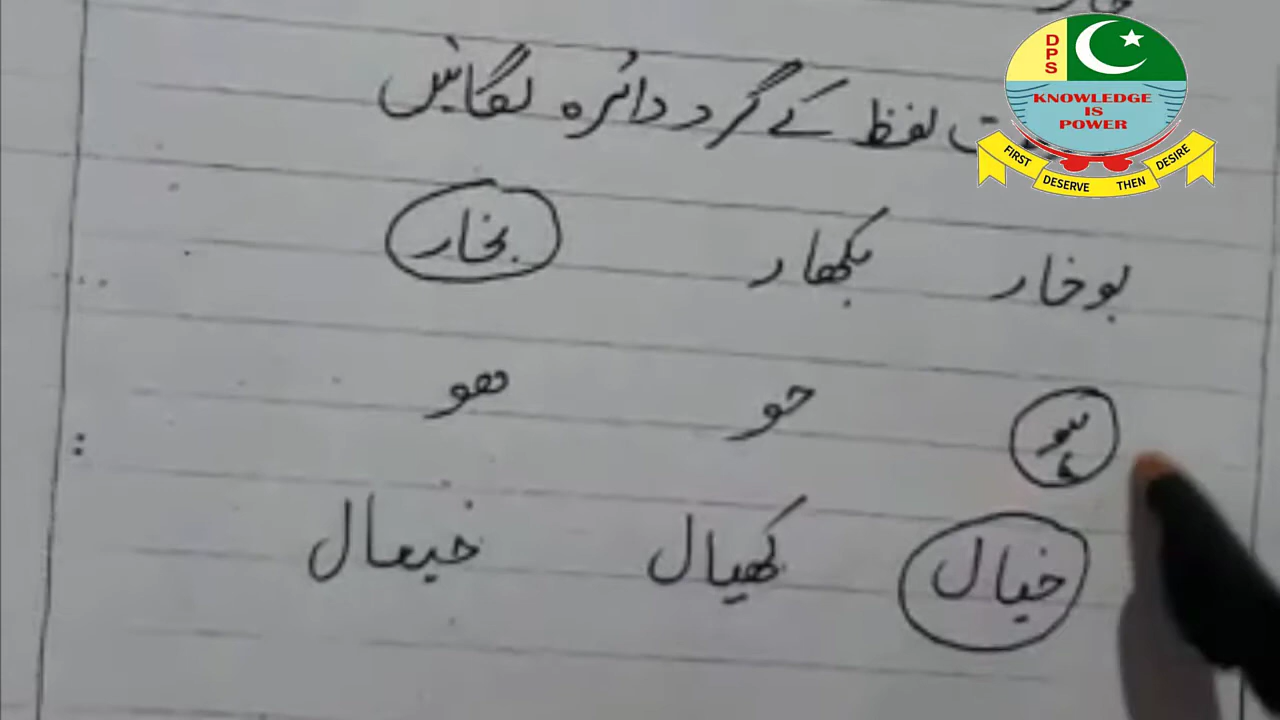 لفظ کے گرد دائرہ لگائیں
بوخار بکھار بخار
ہو حو ھو
خیال کھیال خیعال
DPS
KNOWLEDGE
IS
POWER
FIRST DESERVE THEN DESIRE